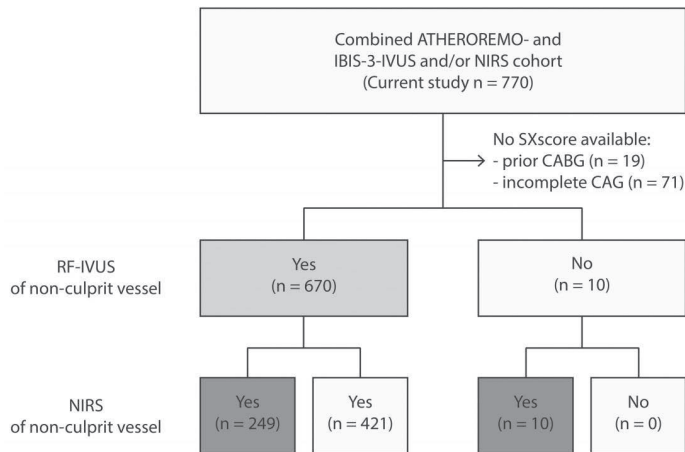 Combined ATHEROREMO- and
IBIS-3-IVUS and/or NIRS cohort
(Current study n = 770)
No SXscore available:
- prior CABG (n = 19)
- incomplete CAG (n = 71)
RF-IVUS
of non-culprit vessel
Yes
(n = 670)
No
(n = 10)
NIRS
of non-culprit vessel
Yes
(n = 249)
Yes
(n = 421)
Yes
(n = 10)
No
(n = 0)